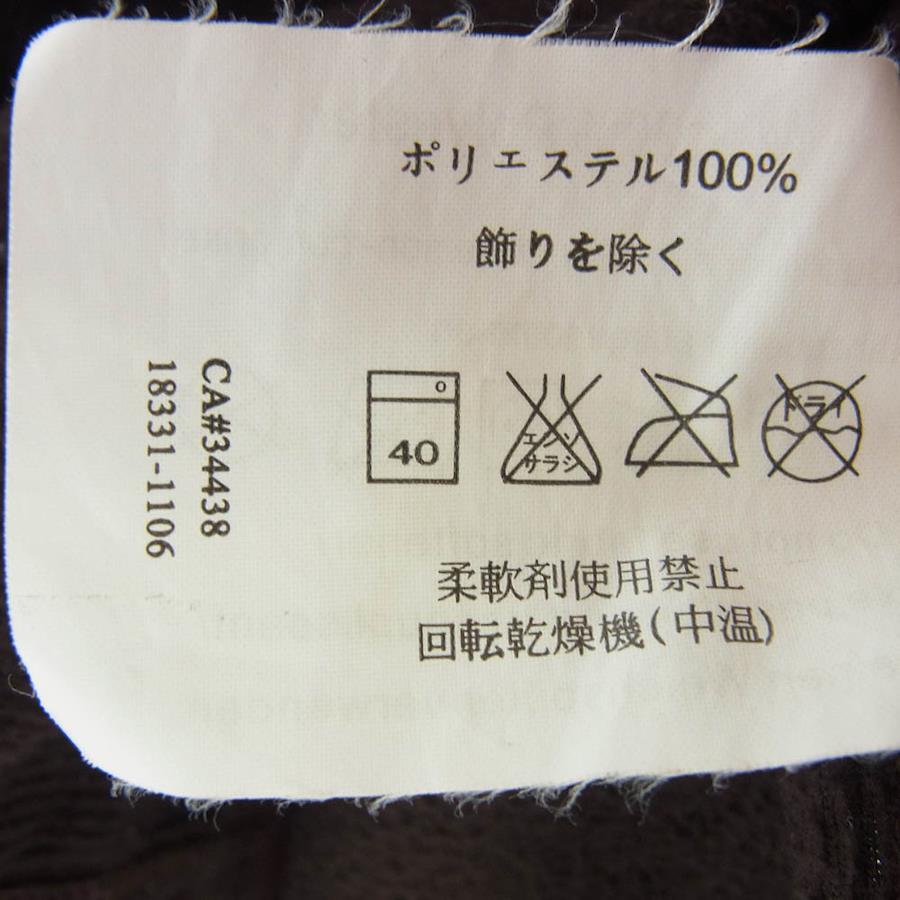 ポリエステル100%
飾りを除く
40
エンソ
サラシ
ドライ
柔軟剤使用禁止
回転乾燥機(中温)
CA#34438
18331-1106